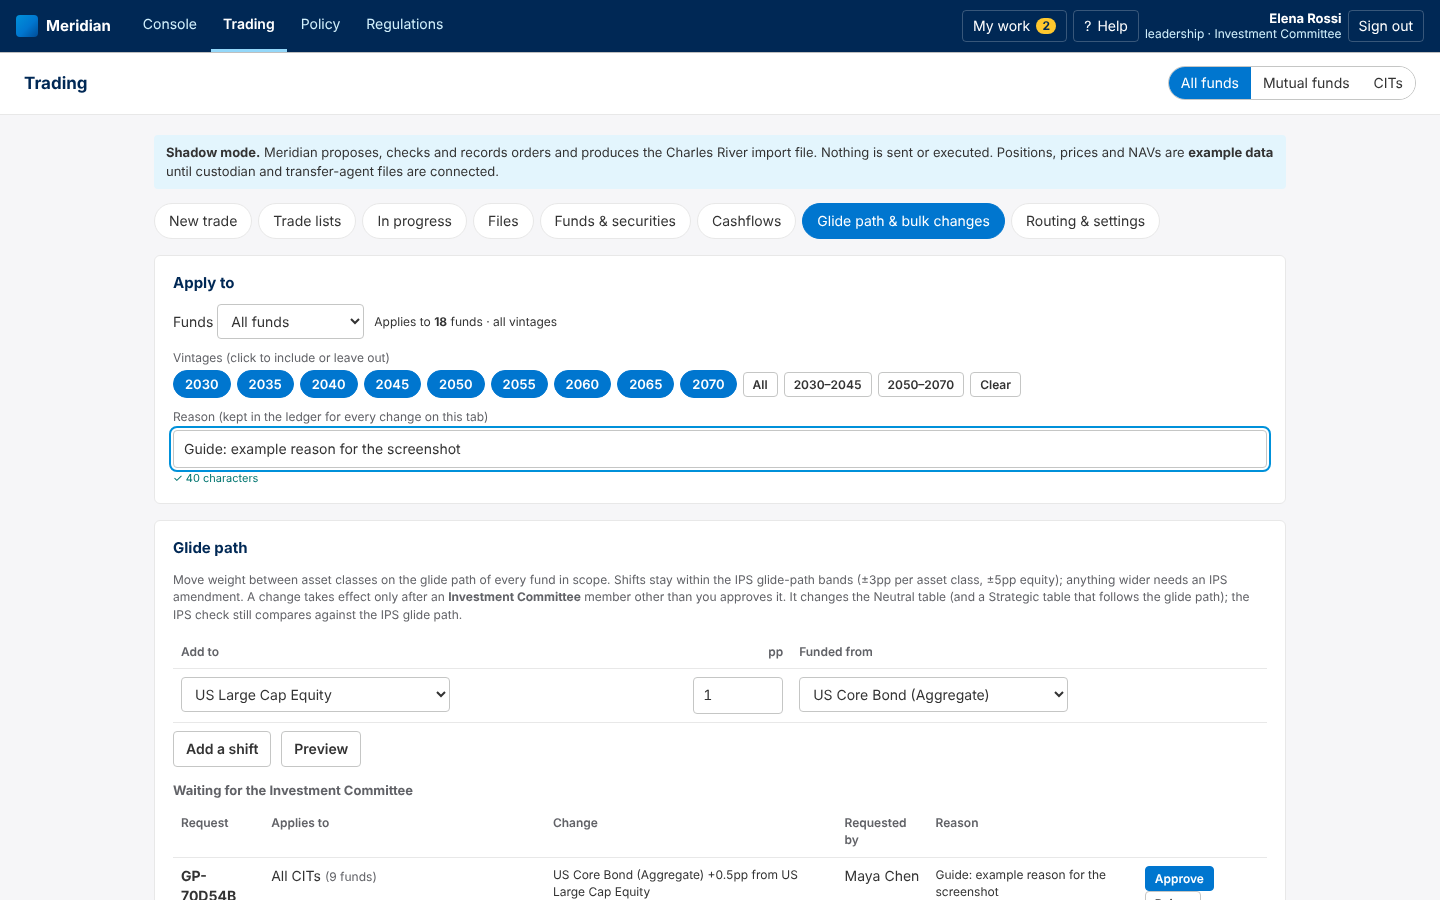 Meridian
Console
Trading
Policy
Regulations
My work 2
? Help
Elena Rossi
leadership · Investment Committee
Sign out
Trading
All funds
Mutual funds
CITs
Shadow mode. Meridian proposes, checks and records orders and produces the Charles River import file. Nothing is sent or executed. Positions, prices and NAVs are example data
until custodian and transfer-agent files are connected.
New trade
Trade lists
In progress
Files
Funds & securities
Cashflows
Glide path & bulk changes
Routing & settings
Apply to
Funds All funds Applies to 18 funds · all vintages
Vintages (click to include or leave out)
2030 2035 2040 2045 2050 2055 2060 2065 2070 All 2030–2045 2050–2070 Clear
Reason (kept in the ledger for every change on this tab)
Guide: example reason for the screenshot
✓ 40 characters
Glide path
Move weight between asset classes on the glide path of every fund in scope. Shifts stay within the IPS glide-path bands (±3pp per asset class, ±5pp equity); anything wider needs an IPS
amendment. A change takes effect only after an Investment Committee member other than you approves it. It changes the Neutral table (and a Strategic table that follows the glide path); the
IPS check still compares against the IPS glide path.
Add to pp Funded from
US Large Cap Equity 1 US Core Bond (Aggregate)
Add a shift Preview
Waiting for the Investment Committee
Request Applies to Change Requested by Reason
GP-70D54B
All CITs (9 funds)
US Core Bond (Aggregate) +0.5pp from US
Large Cap Equity
Maya Chen
Guide: example reason for the
screenshot
Approve